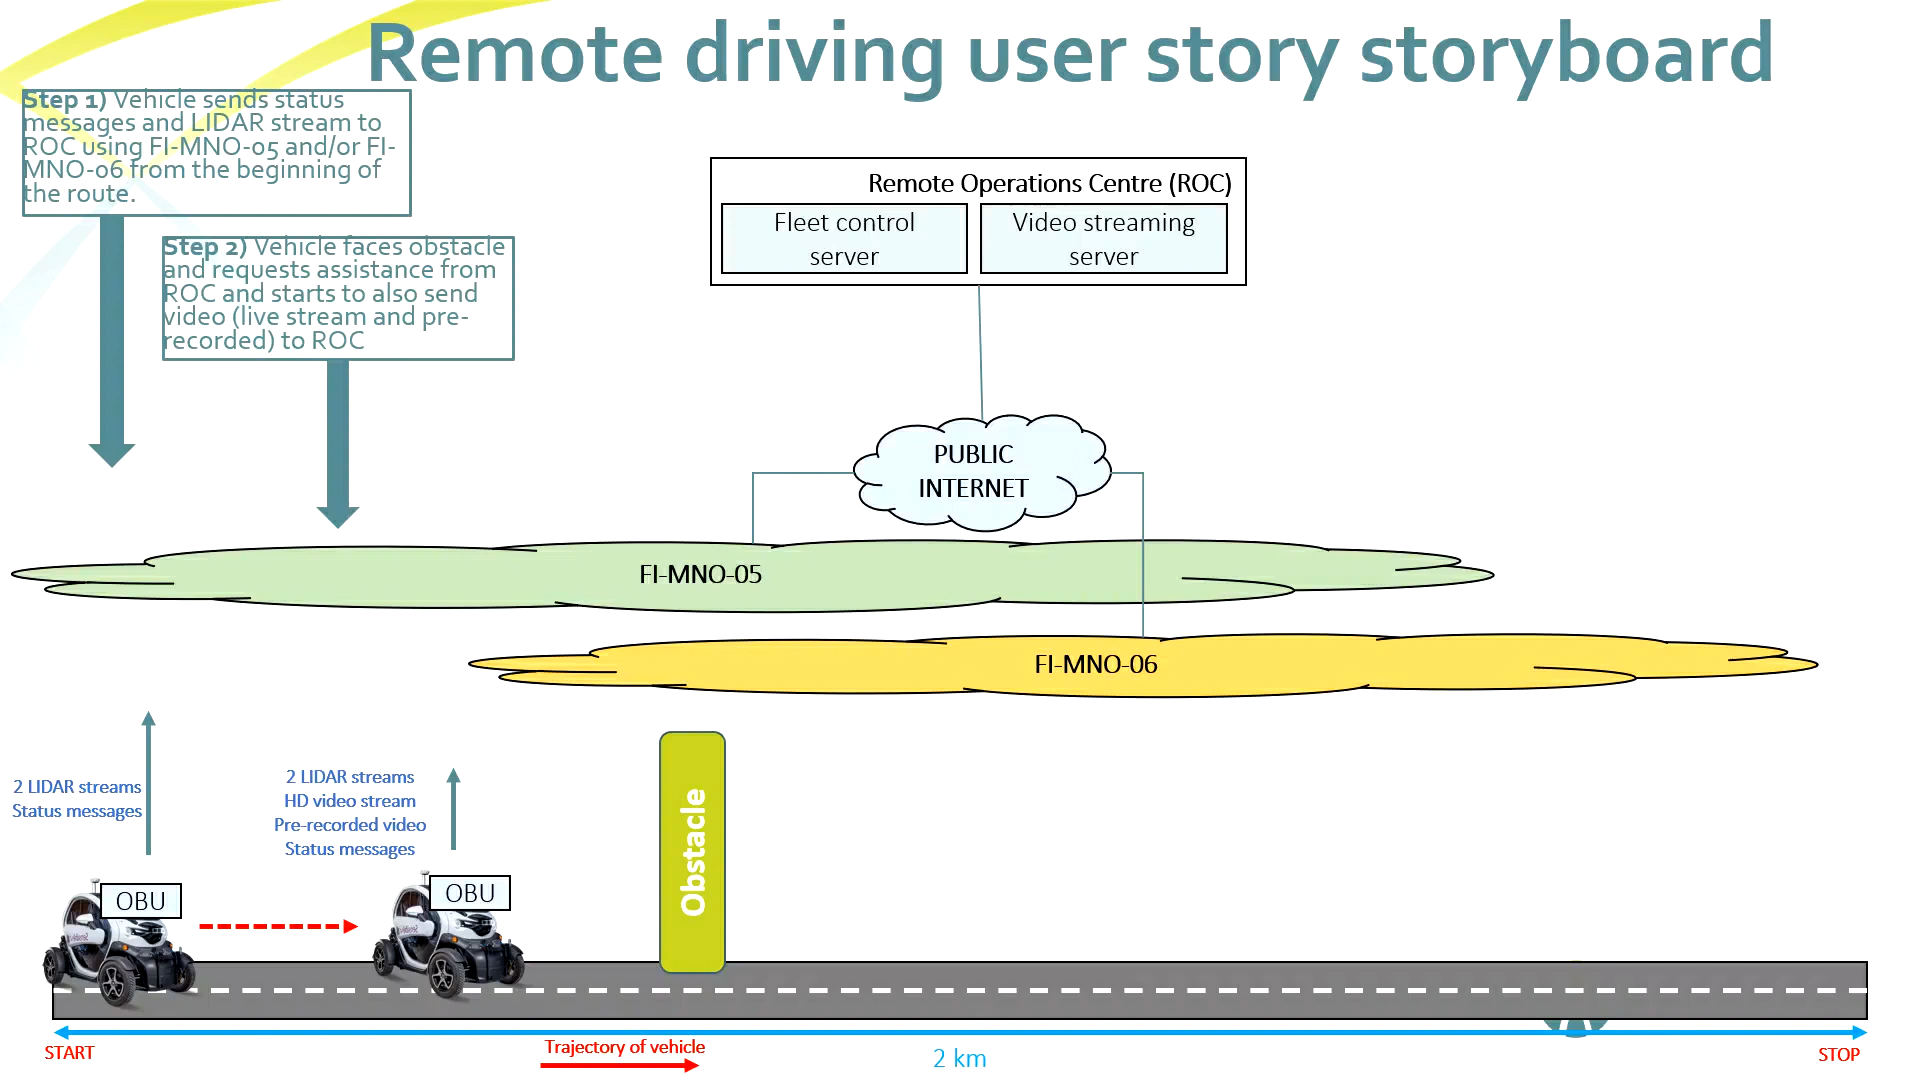 Remote driving user story storyboard
Step 1) Vehicle sends status
messages and LIDAR stream to
ROC using FI-MNO-05 and/or FI-
MNO-06 from the beginning of
the route.
Step 2) Vehicle faces obstacle
and requests assistance from
ROC and starts to also send
video (live stream and pre-
recorded) to ROC
Remote Operations Centre (ROC)
Fleet control
server
Video streaming
server
PUBLIC
INTERNET
FI-MNO-05
FI-MNO-06
2 LIDAR streams
Status messages
2 LIDAR streams
HD video stream
Pre-recorded video
Status messages
OBU
OBU
Obstacle
START
Trajectory of vehicle
2 km
STOP